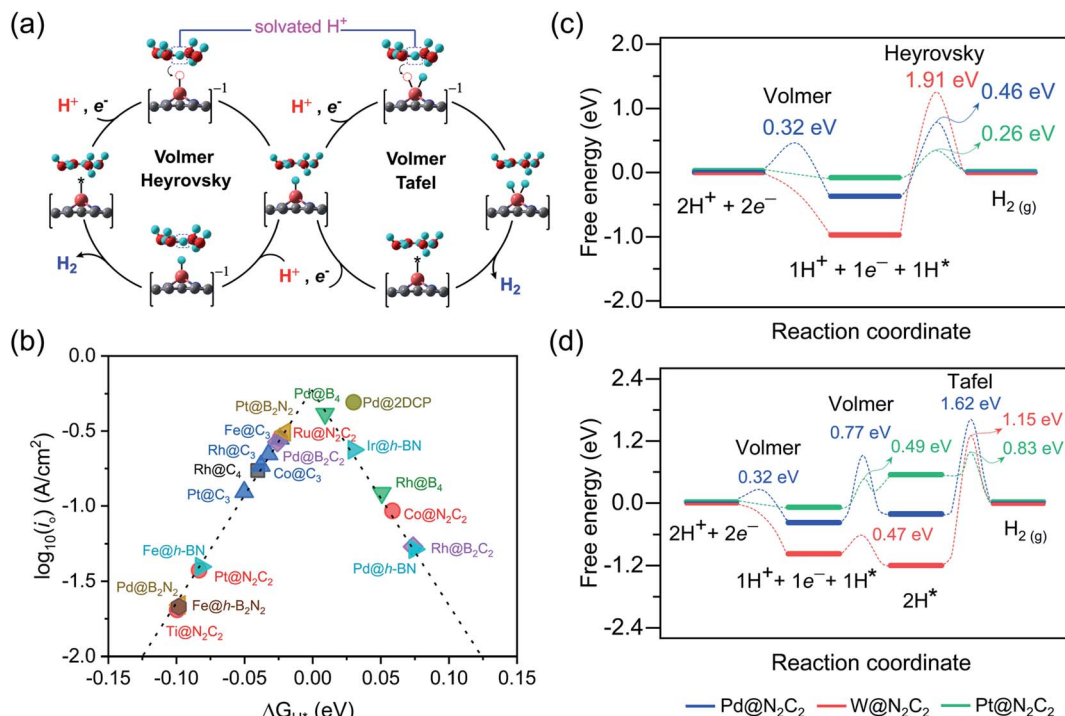 (a)
solvated H⁺
H⁺, e⁻
Volmer
Heyrovsky
H₂
-1
-1
*
H⁺, e⁻
H⁺, e⁻
Volmer
Tafel
-1
*
H₂
(b)
log₁₀(iₒ) (A/cm²)
0.0
-0.5
-1.0
-1.5
-2.0
Pd@B₄
Pd@2DCP
Pt@B₂N₂
Fe@C₃
Ru@N₂C₂
Pd@B₂C₂
Ir@h-BN
Rh@C₃
Rh@C₄
Co@C₃
Pt@C₃
Rh@B₄
Co@N₂C₂
Rh@B₂C₂
Pd@h-BN
Fe@h-BN
Pt@N₂C₂
Pd@B₂N₂
Fe@h-B₂N₂
Ti@N₂C₂
-0.15 -0.10 -0.05 0.00 0.05 0.10 0.15
ΔG_H* (eV)
(c)
Free energy (eV)
2.0
1.0
0.0
-1.0
-2.0
Heyrovsky
1.91 eV
Volmer
0.46 eV
0.32 eV
0.26 eV
2H⁺ + 2e⁻
H₂ (g)
1H⁺ + 1e⁻ + 1H*
Reaction coordinate
(d)
Free energy (eV)
2.4
1.2
0.0
-1.2
-2.4
Tafel
Volmer
1.62 eV
1.15 eV
Volmer
0.77 eV
0.49 eV
0.83 eV
0.32 eV
2H⁺ + 2e⁻
0.47 eV
H₂ (g)
1H⁺ + 1e⁻ + 1H*
2H*
Reaction coordinate
Pd@N₂C₂ W@N₂C₂ Pt@N₂C₂